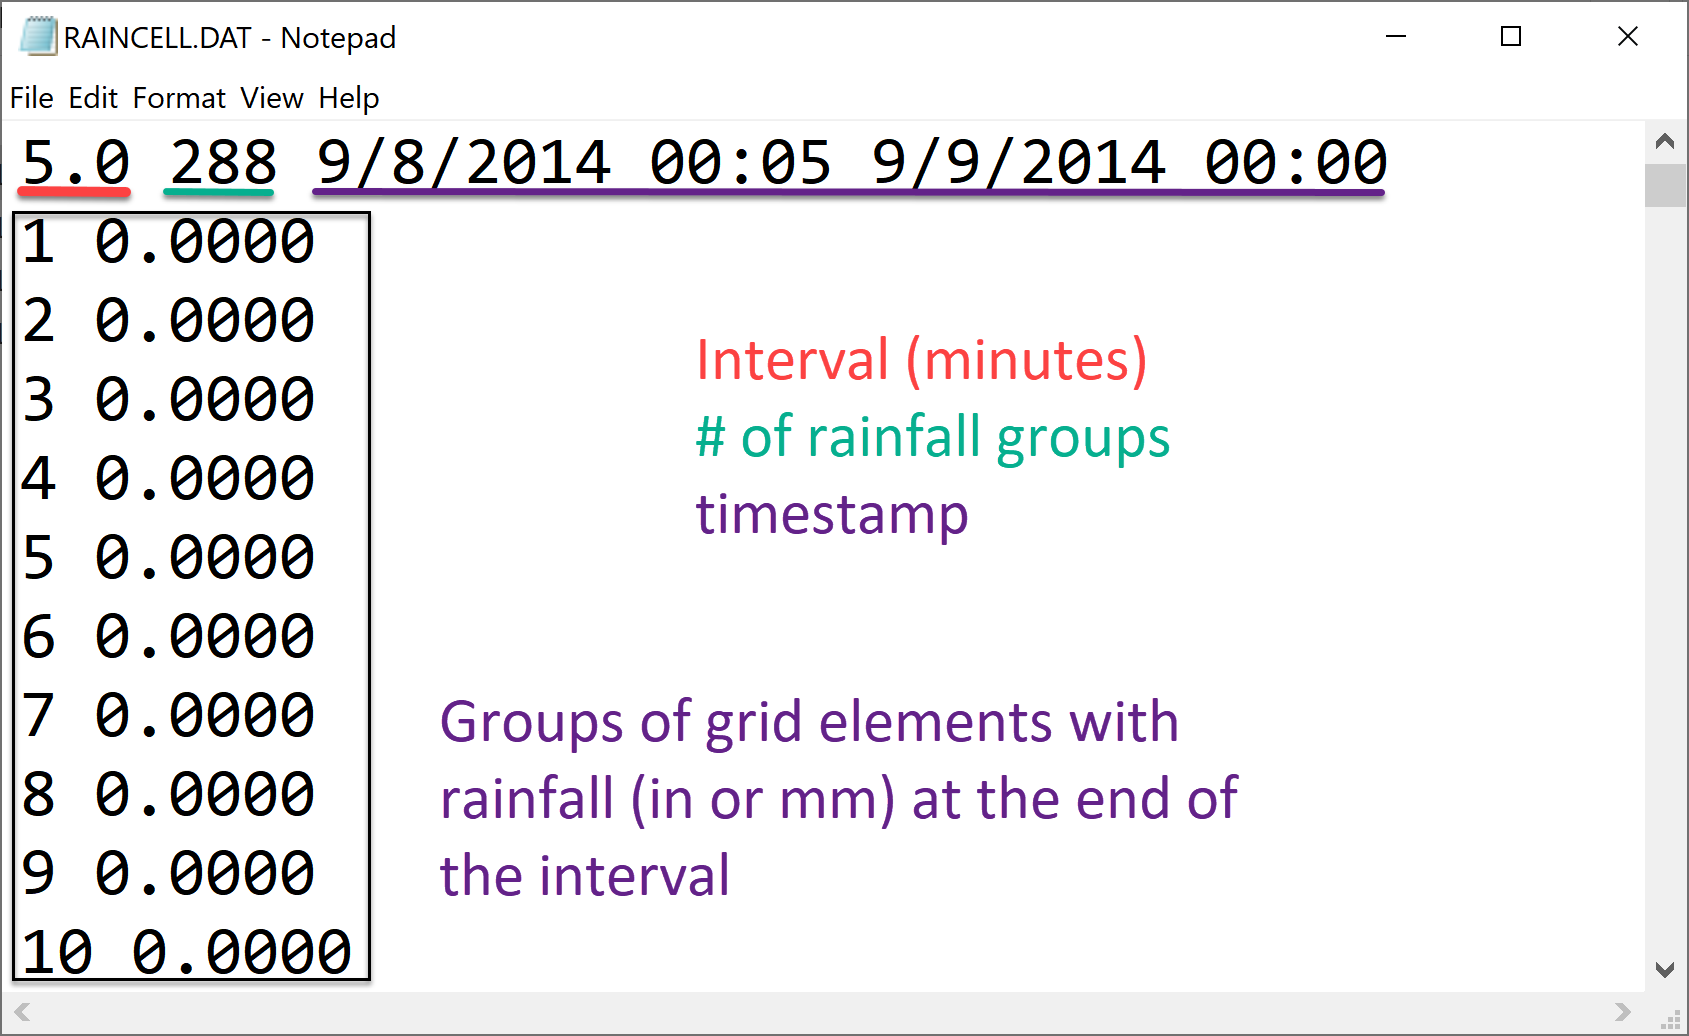 RAINCELL.DAT - Notepad
File Edit Format View Help
5.0 288 9/8/2014 00:05 9/9/2014 00:00
1 0.0000
2 0.0000
3 0.0000
4 0.0000
5 0.0000
6 0.0000
7 0.0000
8 0.0000
9 0.0000
10 0.0000
Interval (minutes)
# of rainfall groups
timestamp
Groups of grid elements with
rainfall (in or mm) at the end of
the interval